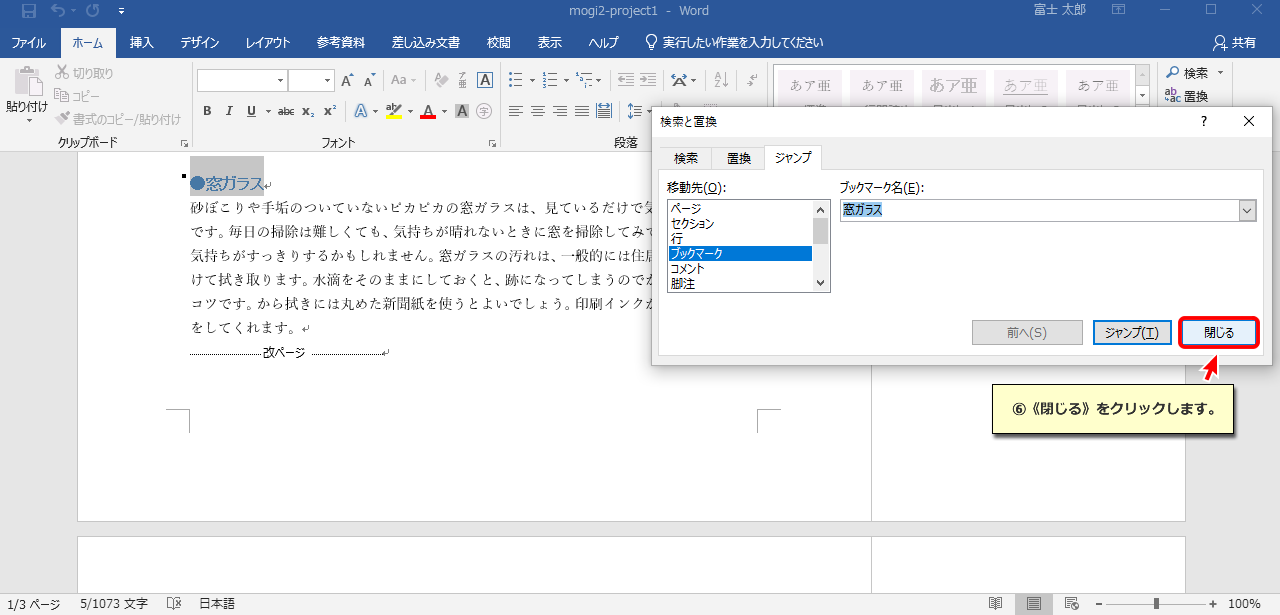 mogi2-project1 - Word
富士 太郎
ファイル ホーム 挿入 デザイン レイアウト 参考資料 差し込み文書 校閲 表示 ヘルプ 実行したい作業を入力してください 共有
貼り付け
切り取り
コピー
書式のコピー/貼り付け
クリップボード
Aa
B I U abc x₂ x²
フォント
段落
あア亜 あア亜 あア亜 あア亜 あア亜
検索
置換
検索と置換
検索 置換 ジャンプ
移動先(O):
ページ
セクション
行
ブックマーク
コメント
脚注
ブックマーク名(E):
窓ガラス
前へ(S) ジャンプ(T) 閉じる
⑥《閉じる》をクリックします。
●窓ガラス
砂ぼこりや手垢のついていないピカピカの窓ガラスは、見ているだけで気
です。毎日の掃除は難しくても、気持ちが晴れないときに窓を掃除してみて
気持ちがすっきりするかもしれません。窓ガラスの汚れは、一般的には住居
けて拭き取ります。水滴をそのままにしておくと、跡になってしまうのでか
コツです。から拭きには丸めた新聞紙を使うとよいでしょう。印刷インクが
をしてくれます。
改ページ
1/3 ページ 5/1073 文字 日本語 100%